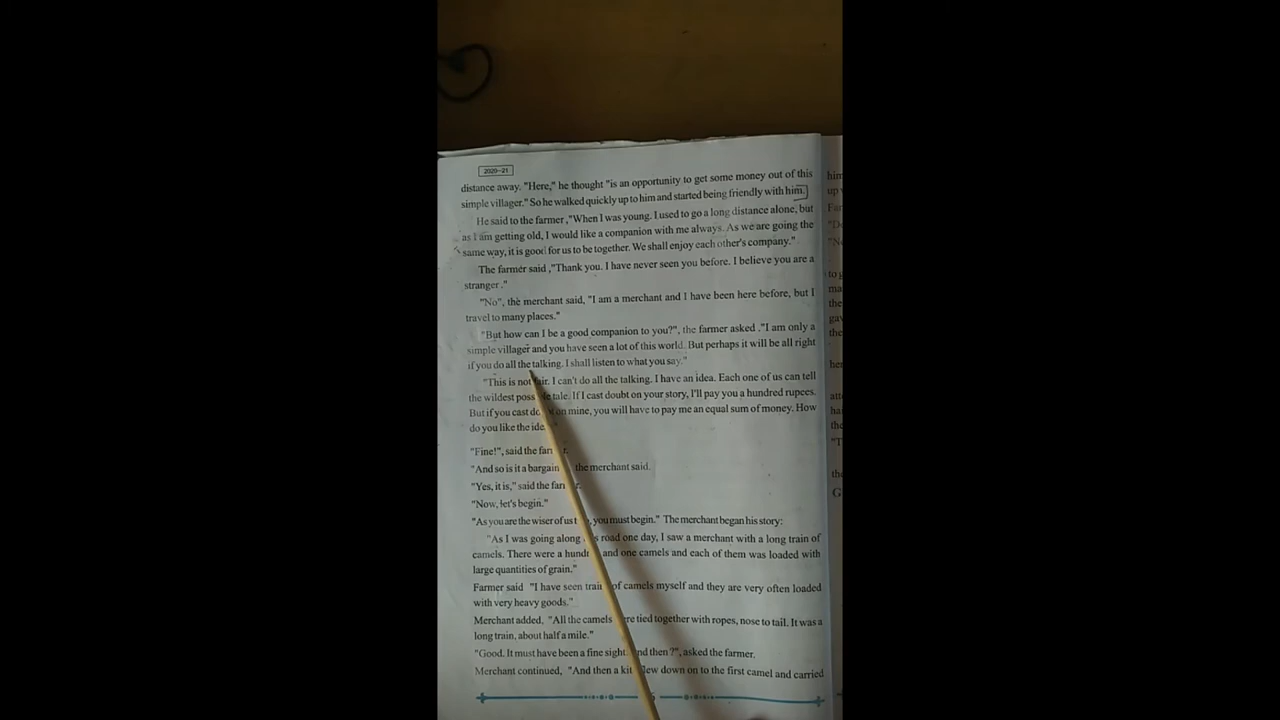 2020-21
distance away. "Here," he thought "is an opportunity to get some money out of this
simple villager." So he walked quickly up to him and started being friendly with him.
He said to the farmer ,"When I was young. I used to go a long distance alone, but
as I am getting old, I would like a companion with me always. As we are going the
same way, it is good for us to be together. We shall enjoy each other's company."
The farmer said ,"Thank you. I have never seen you before. I believe you are a
stranger ."
"No", the merchant said, "I am a merchant and I have been here before, but I
travel to many places."
"But how can I be a good companion to you?", the farmer asked ."I am only a
simple villager and you have seen a lot of this world. But perhaps it will be all right
if you do all the talking. I shall listen to what you say."
"This is not fair. I can't do all the talking. I have an idea. Each one of us can tell
the wildest tale. If I cast doubt on your story, I'll pay you a hundred rupees.
But if you cast on mine, you will have to pay me an equal sum of money. How
do you like the
"Fine!", said the
"And so is it a bargain the merchant said.
"Yes, it is," said the
"Now, let's begin."
"As you are the wiser of us you must begin." The merchant began his story:
"As I was going along road one day, I saw a merchant with a long train of
camels. There were a and one camels and each of them was loaded with
large quantities of grain."
Farmer said "I have seen of camels myself and they are very often loaded
with very heavy goods."
Merchant added, "All the camels tied together with ropes, nose to tail. It was a
long train, about half a mile."
"Good. It must have been a fine sight. then ?", asked the farmer.
Merchant continued, "And then a down on to the first camel and carried